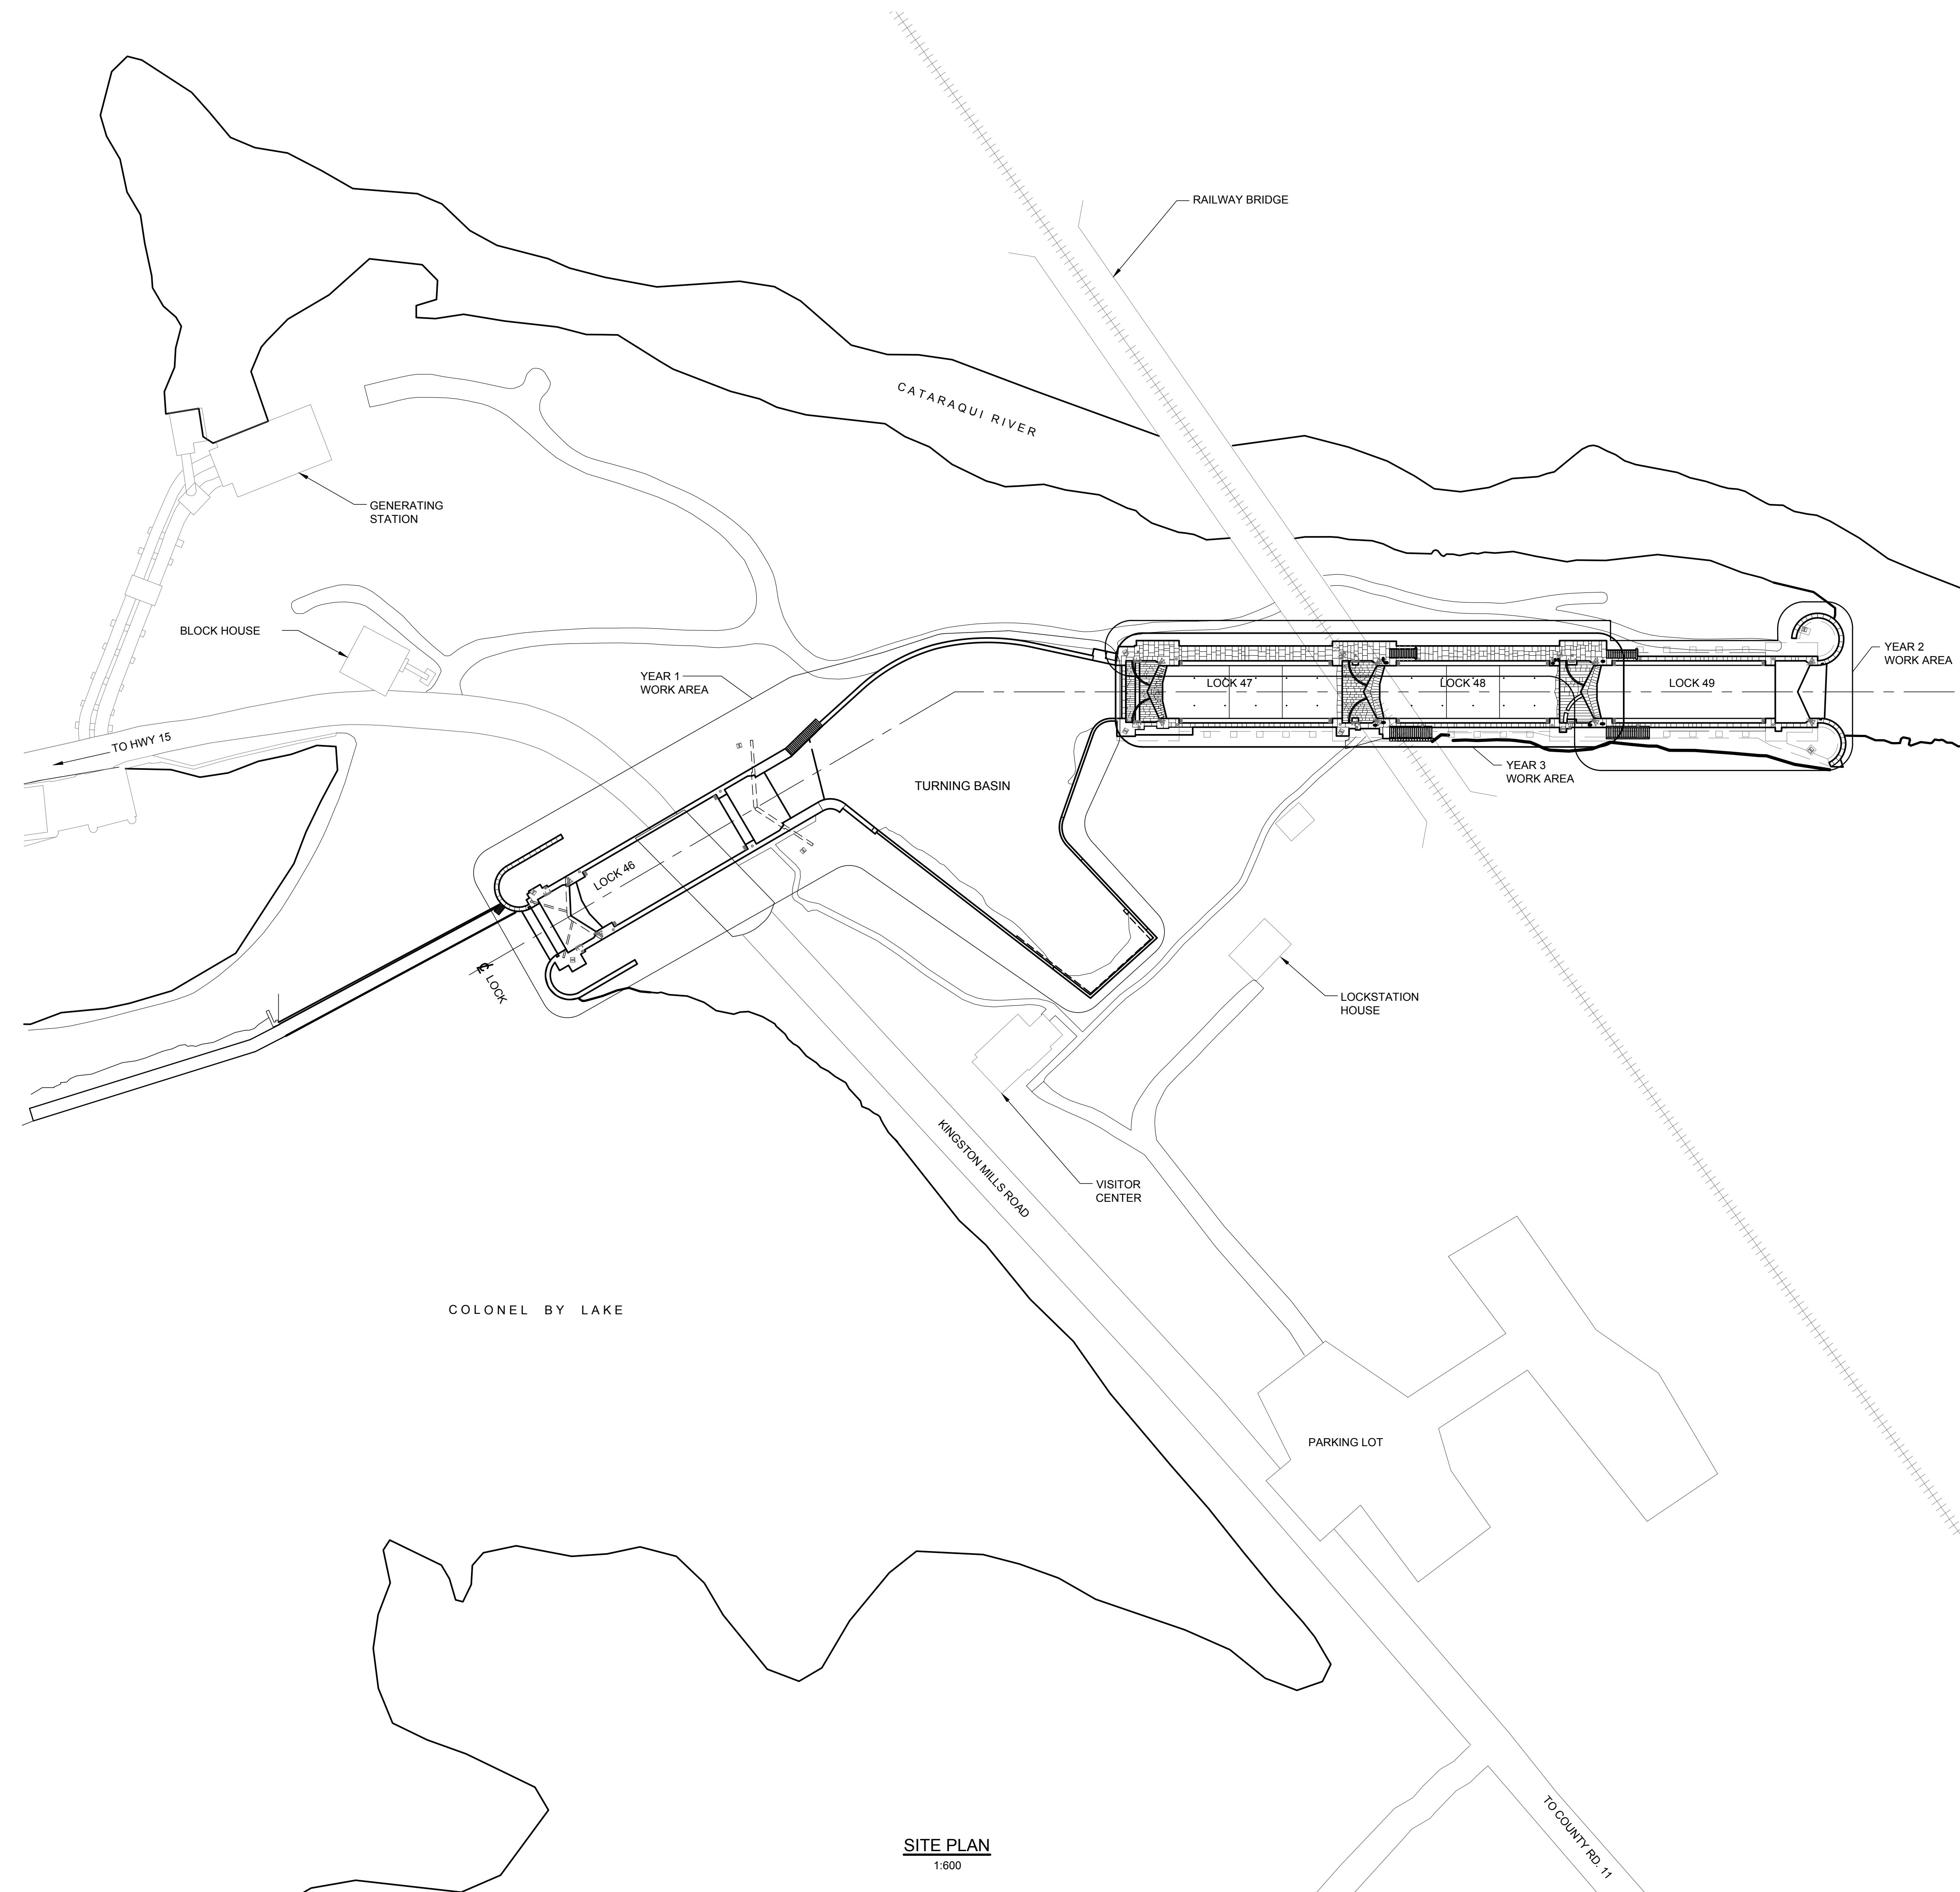 RAILWAY BRIDGE
CATARAQUI RIVER
GENERATING
STATION
BLOCK HOUSE
YEAR 1
WORK AREA
YEAR 2
WORK AREA
LOCK 47
LOCK 48
LOCK 49
TO HWY 15
YEAR 3
WORK AREA
TURNING BASIN
LOCK 46
℄ LOCK
LOCKSTATION
HOUSE
KINGSTON MILLS ROAD
VISITOR
CENTER
COLONEL BY LAKE
PARKING LOT
TO COUNTY RD. 11
SITE PLAN
1:600